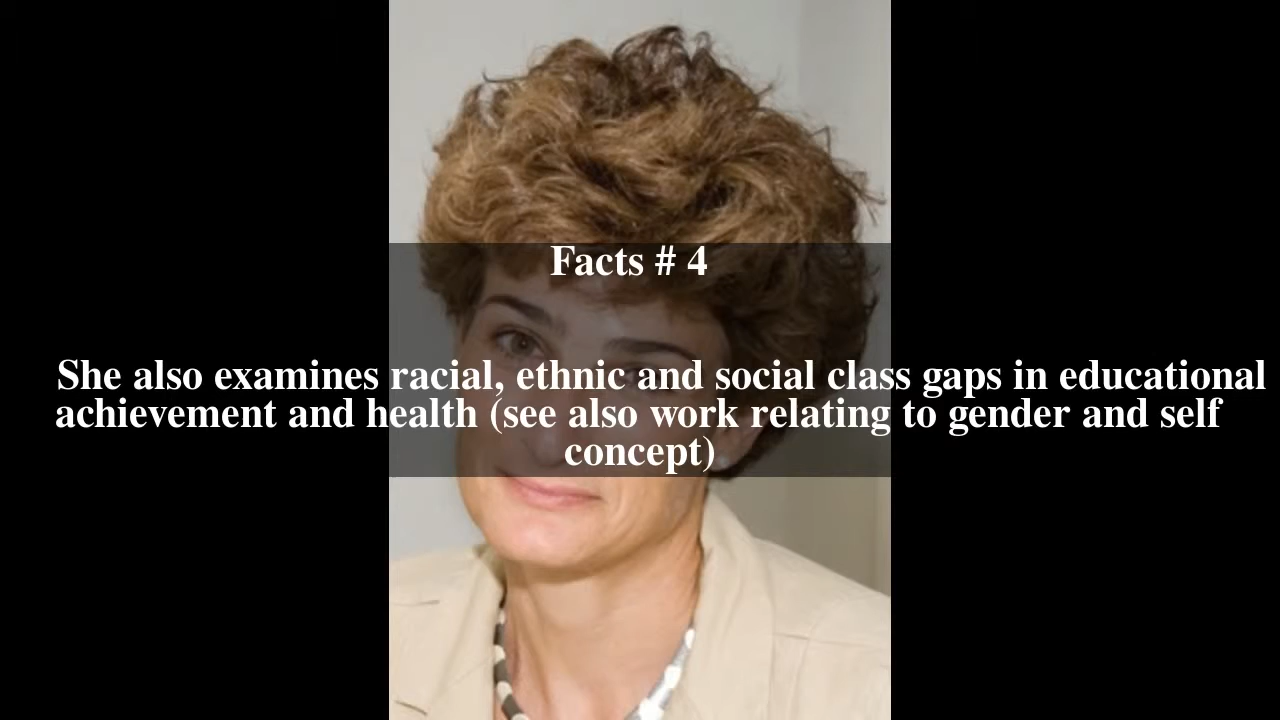 Facts # 4
She also examines racial, ethnic and social class gaps in educational
achievement and health (see also work relating to gender and self
concept)